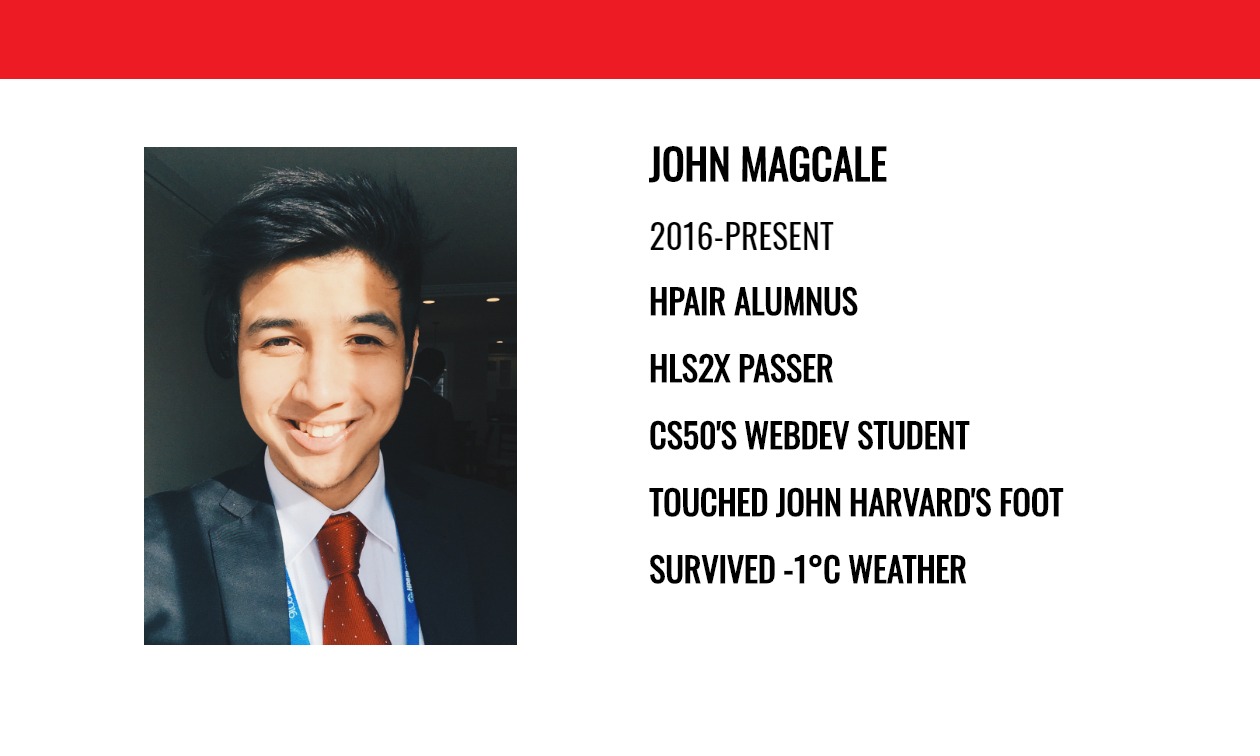 JOHN MAGCALE
2016-PRESENT
HPAIR ALUMNUS
HLS2X PASSER
CS50'S WEBDEV STUDENT
TOUCHED JOHN HARVARD'S FOOT
SURVIVED -1°C WEATHER